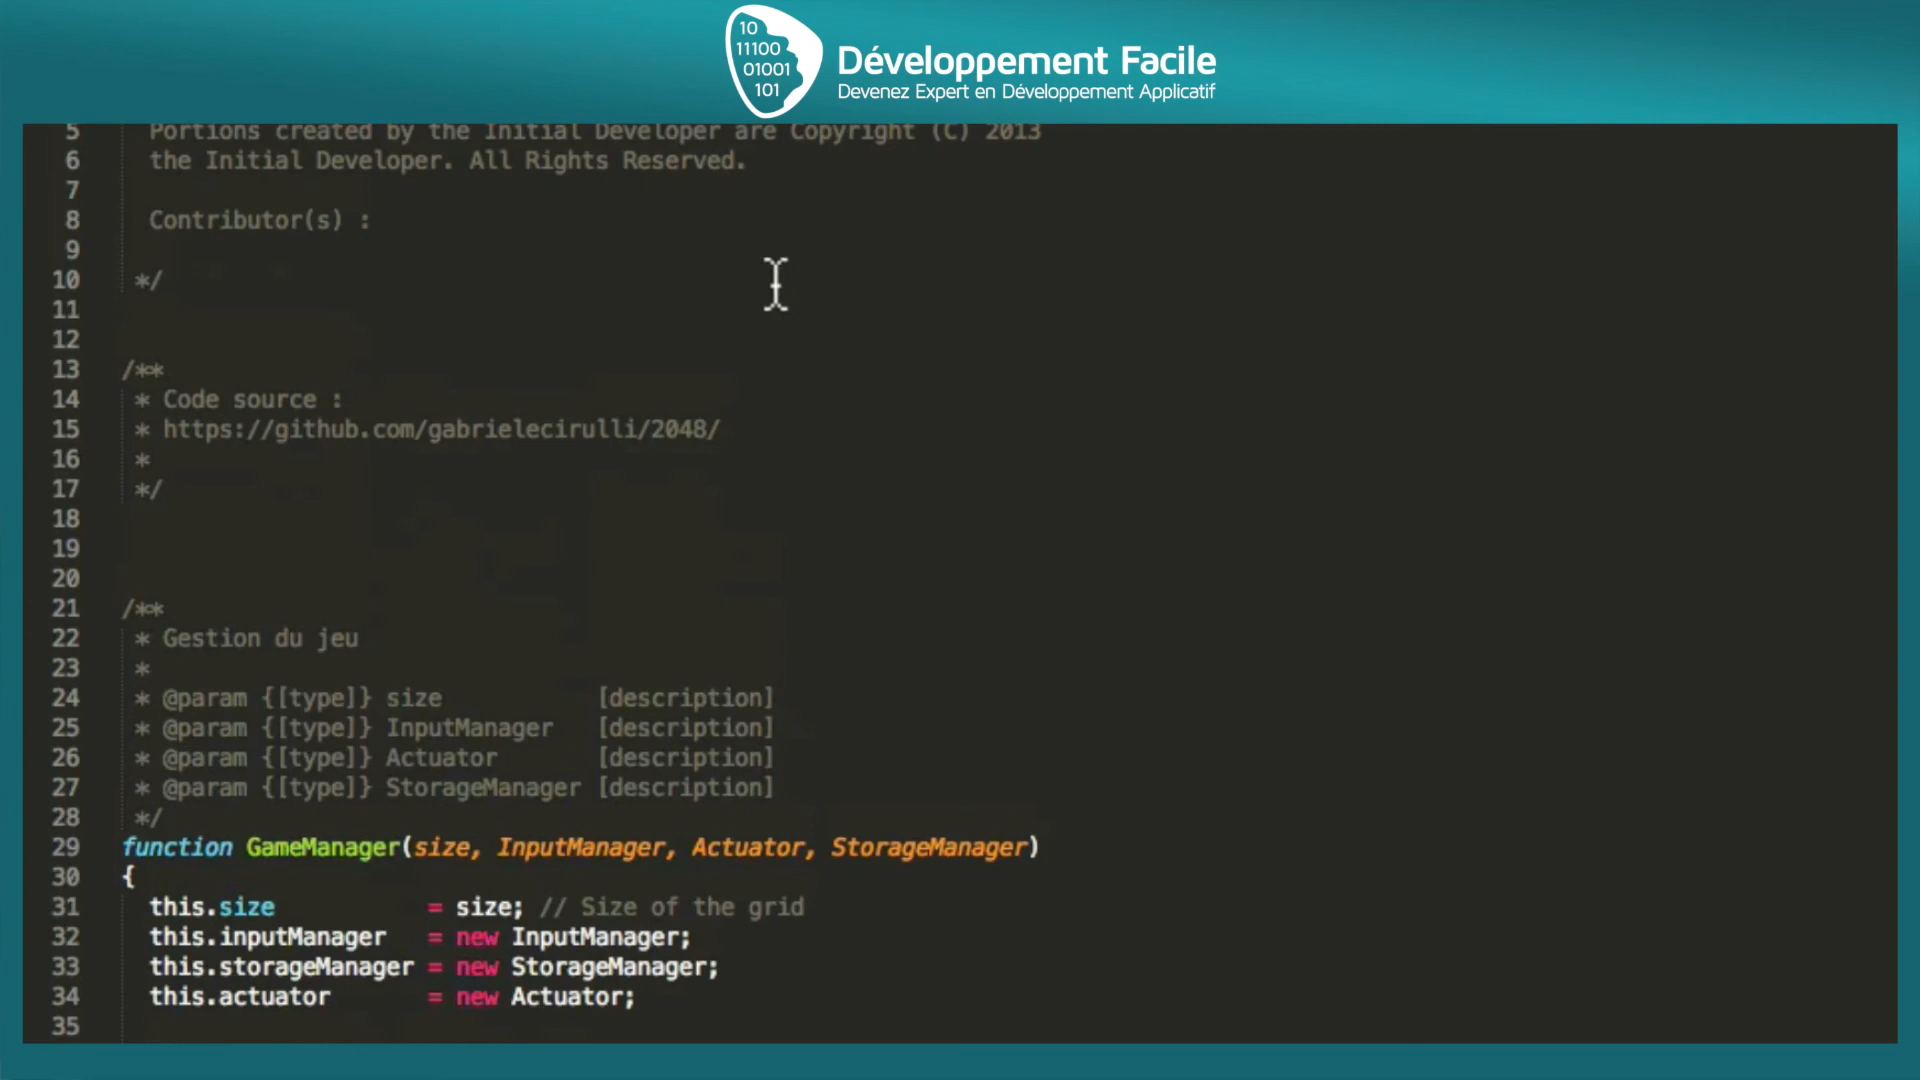 10
11100
01001
101
Développement Facile
Devenez Expert en Développement Applicatif
5 Portions created by the Initial Developer are Copyright (C) 2013
6 the Initial Developer. All Rights Reserved.
7
8 Contributor(s) :
9
10 */
11
12
13 /**
14 * Code source :
15 * https://github.com/gabrielecirulli/2048/
16 *
17 */
18
19
20
21 /**
22 * Gestion du jeu
23 *
24 * @param {[type]} size [description]
25 * @param {[type]} InputManager [description]
26 * @param {[type]} Actuator [description]
27 * @param {[type]} StorageManager [description]
28 */
29 function GameManager(size, InputManager, Actuator, StorageManager)
30 {
31 this.size = size; // Size of the grid
32 this.inputManager = new InputManager;
33 this.storageManager = new StorageManager;
34 this.actuator = new Actuator;
35